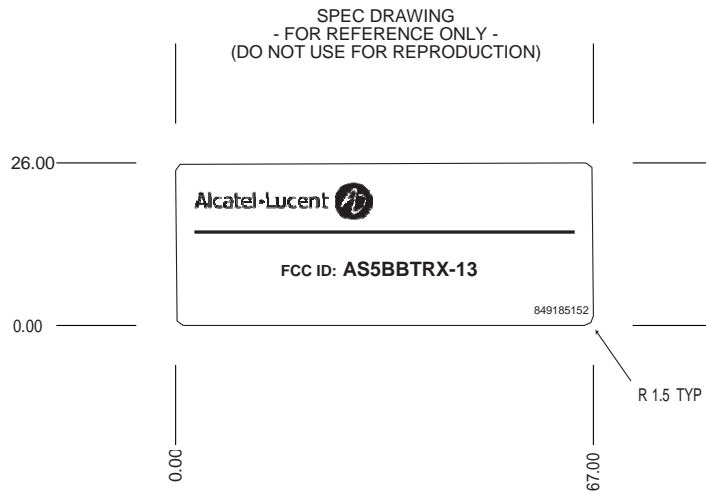 SPEC DRAWING
- FOR REFERENCE ONLY -
(DO NOT USE FOR REPRODUCTION)
26.00
Alcatel·Lucent
FCC ID: AS5BBTRX-13
849185152
0.00
R 1.5 TYP
0.00
67.00